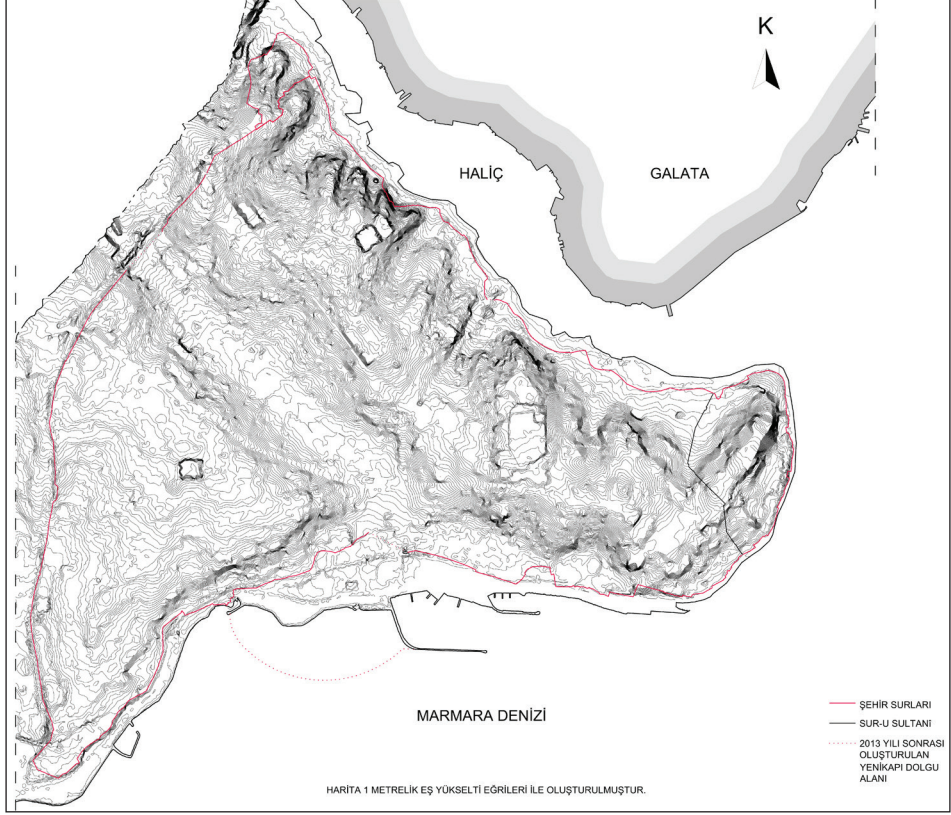 K
HALİÇ
GALATA
MARMARA DENİZİ
ŞEHİR SURLARI
SUR-U SULTANİ
2013 YILI SONRASI
OLUŞTURULAN
YENİKAPI DOLGU
ALANI
HARİTA 1 METRELİK EŞ YÜKSELTİ EĞRİLERİ İLE OLUŞTURULMUŞTUR.